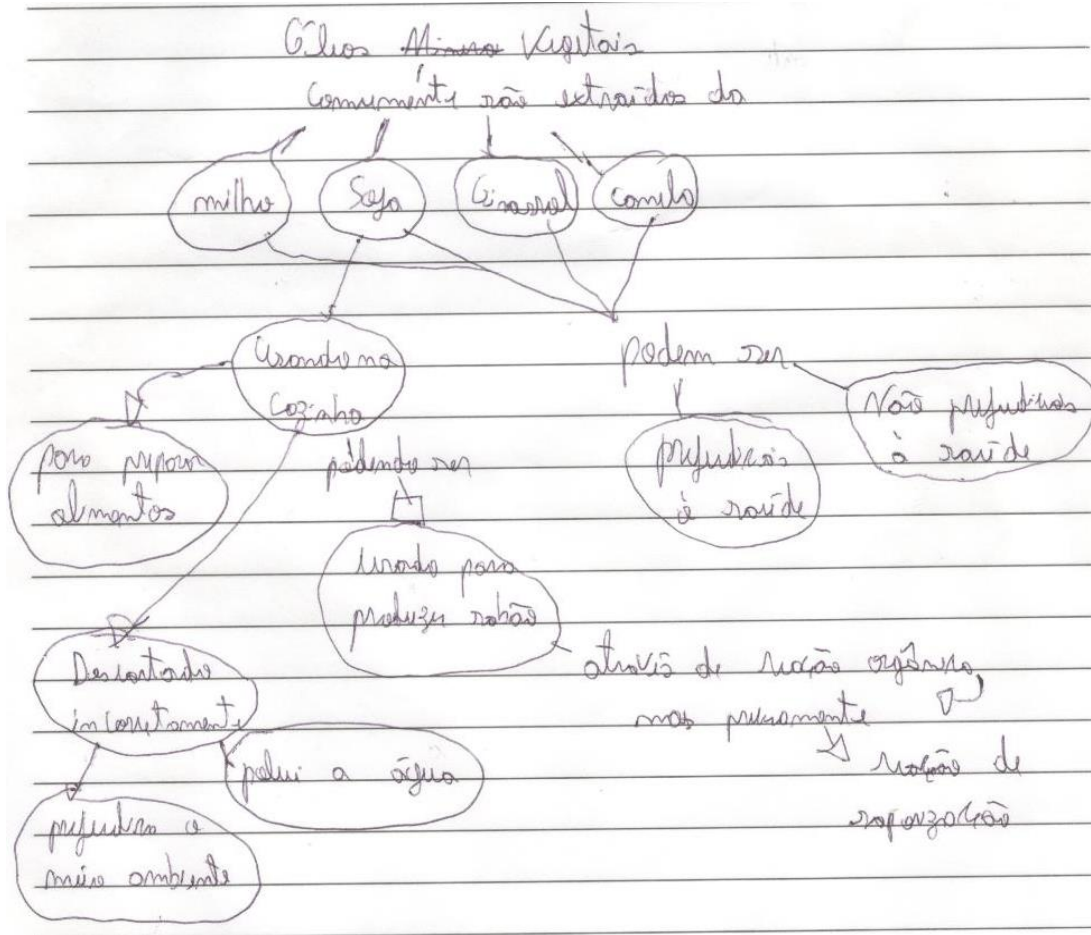 Óleos Minera Vegetais
Comumente são extraídos da
milho
Soja
Girassol
canola
Usando na
Cozinha
podem ser
Não prejudiciais
à saúde
para preparar
alimentos
podendo ser
prejudiciais
à saúde
Usado para
produzir sabão
Descartado
incorretamente
através de reação orgânica
mas precisamente
polui a água
reação de
saponização
prejudica o
meio ambiente